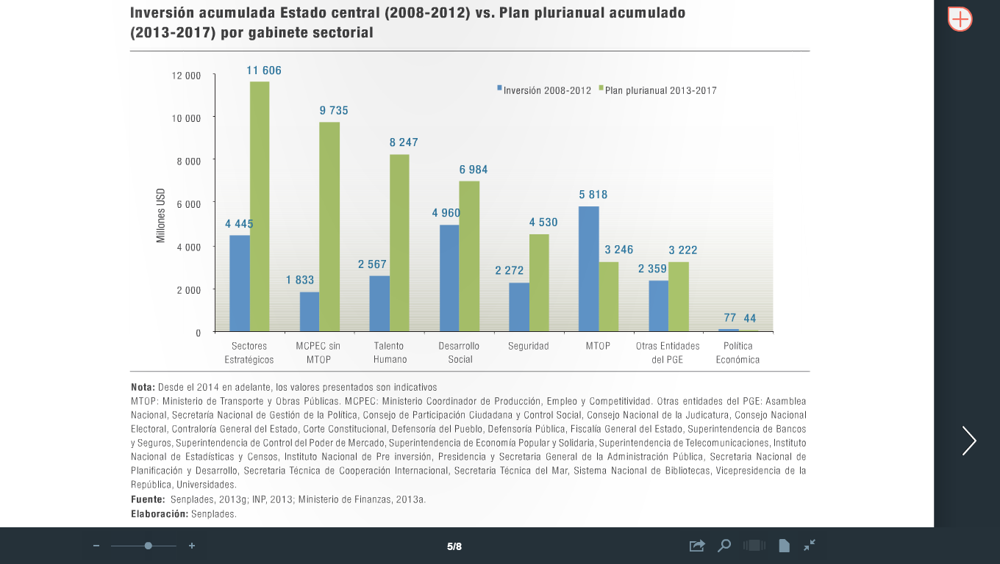 Inversión acumulada Estado central (2008-2012) vs. Plan plurianual acumulado
(2013-2017) por gabinete sectorial
Millones USD
12 000
10 000
8 000
6 000
4 000
2 000
0
Inversión 2008-2012 Plan plurianual 2013-2017
4 445 11 606
1 833 9 735
2 567 8 247
4 960 6 984
2 272 4 530
5 818 3 246
2 359 3 222
77 44
Sectores
Estratégicos
MCPEC sin
MTOP
Talento
Humano
Desarrollo
Social
Seguridad
MTOP
Otras Entidades
del PGE
Política
Económica
Nota: Desde el 2014 en adelante, los valores presentados son indicativos
MTOP: Ministerio de Transporte y Obras Públicas. MCPEC: Ministerio Coordinador de Producción, Empleo y Competitividad. Otras entidades del PGE: Asamblea
Nacional, Secretaría Nacional de Gestión de la Política, Consejo de Participación Ciudadana y Control Social, Consejo Nacional de la Judicatura, Consejo Nacional
Electoral, Contraloría General del Estado, Corte Constitucional, Defensoría del Pueblo, Defensoría Pública, Fiscalía General del Estado, Superintendencia de Bancos
y Seguros, Superintendencia de Control del Poder de Mercado, Superintendencia de Economía Popular y Solidaria, Superintendencia de Telecomunicaciones, Instituto
Nacional de Estadísticas y Censos, Instituto Nacional de Pre inversión, Presidencia y Secretaria General de la Administración Pública, Secretaria Nacional de
Planificación y Desarrollo, Secretaria Técnica de Cooperación Internacional, Secretaria Técnica del Mar, Sistema Nacional de Bibliotecas, Vicepresidencia de la
República, Universidades.
Fuente: Senplades, 2013g; INP, 2013; Ministerio de Finanzas, 2013a.
Elaboración: Senplades.
5/8